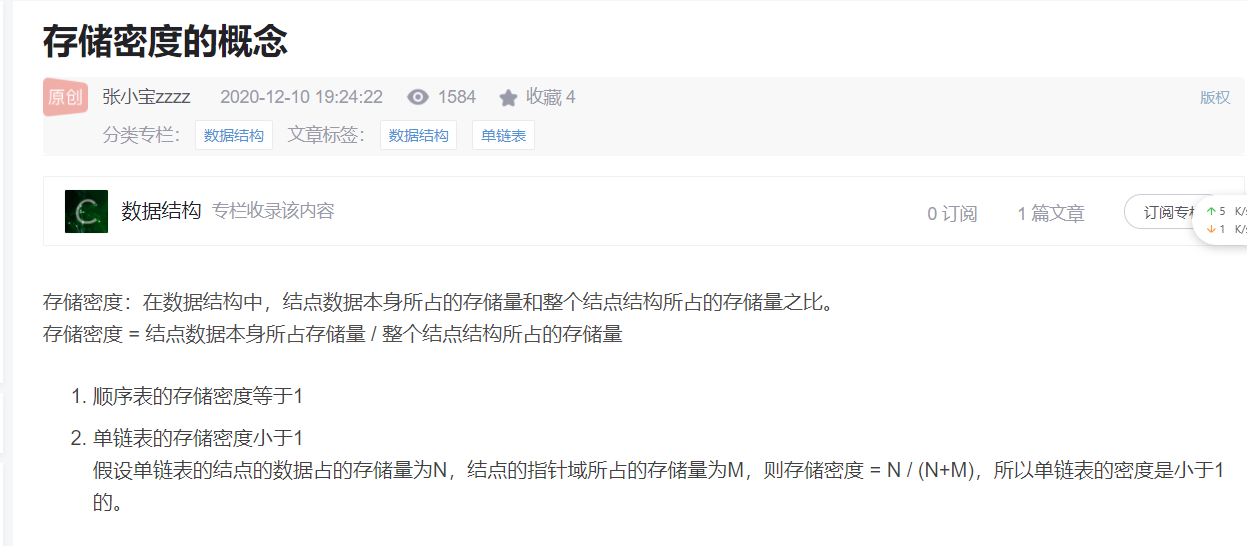 存储密度的概念
原创 张小宝zzzz 2020-12-10 19:24:22 1584 收藏 4 版权
分类专栏： 数据结构 文章标签： 数据结构 单链表
数据结构 专栏收录该内容 0 订阅 1 篇文章 订阅专栏
↑ 5 K/s
↓ 1 K/s
存储密度：在数据结构中，结点数据本身所占的存储量和整个结点结构所占的存储量之比。
存储密度 = 结点数据本身所占存储量 / 整个结点结构所占的存储量
1. 顺序表的存储密度等于1
2. 单链表的存储密度小于1
假设单链表的结点的数据占的存储量为N，结点的指针域所占的存储量为M，则存储密度 = N / (N+M)，所以单链表的密度是小于1
的。